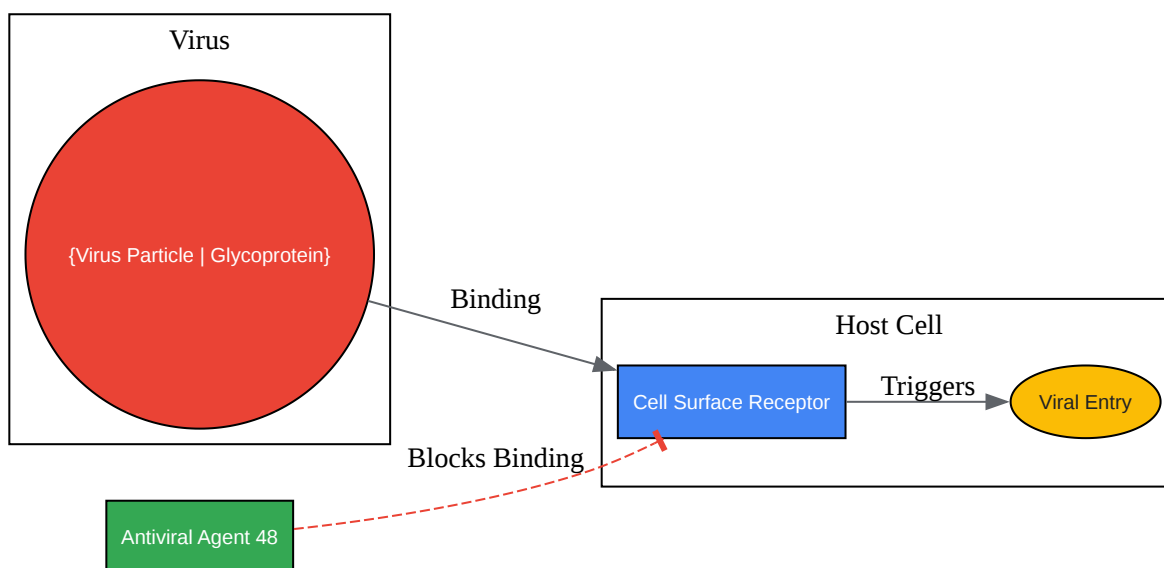 Virus
{Virus Particle | Glycoprotein}
Binding
Host Cell
Cell Surface Receptor
Triggers
Viral Entry
Blocks Binding
Antiviral Agent 48